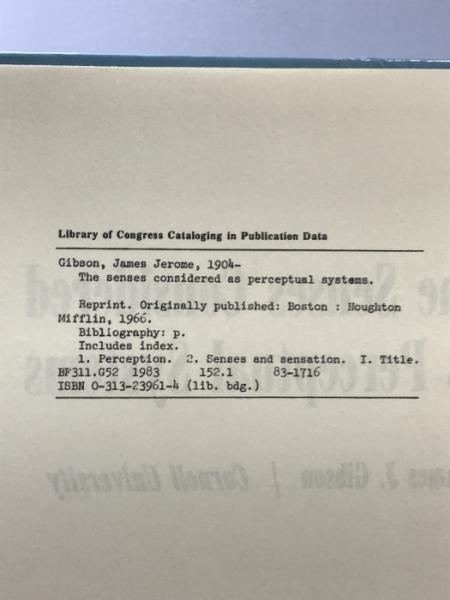 Library of Congress Cataloging in Publication Data
Gibson, James Jerome, 1904-
The senses considered as perceptual systems.
Reprint. Originally published: Boston : Houghton
Mifflin, 1966.
Bibliography: p.
Includes index.
1. Perception. 2. Senses and sensation. I. Title.
BF311.G52 1983 152.1 83-1716
ISBN 0-313-23961-4 (lib. bdg.)